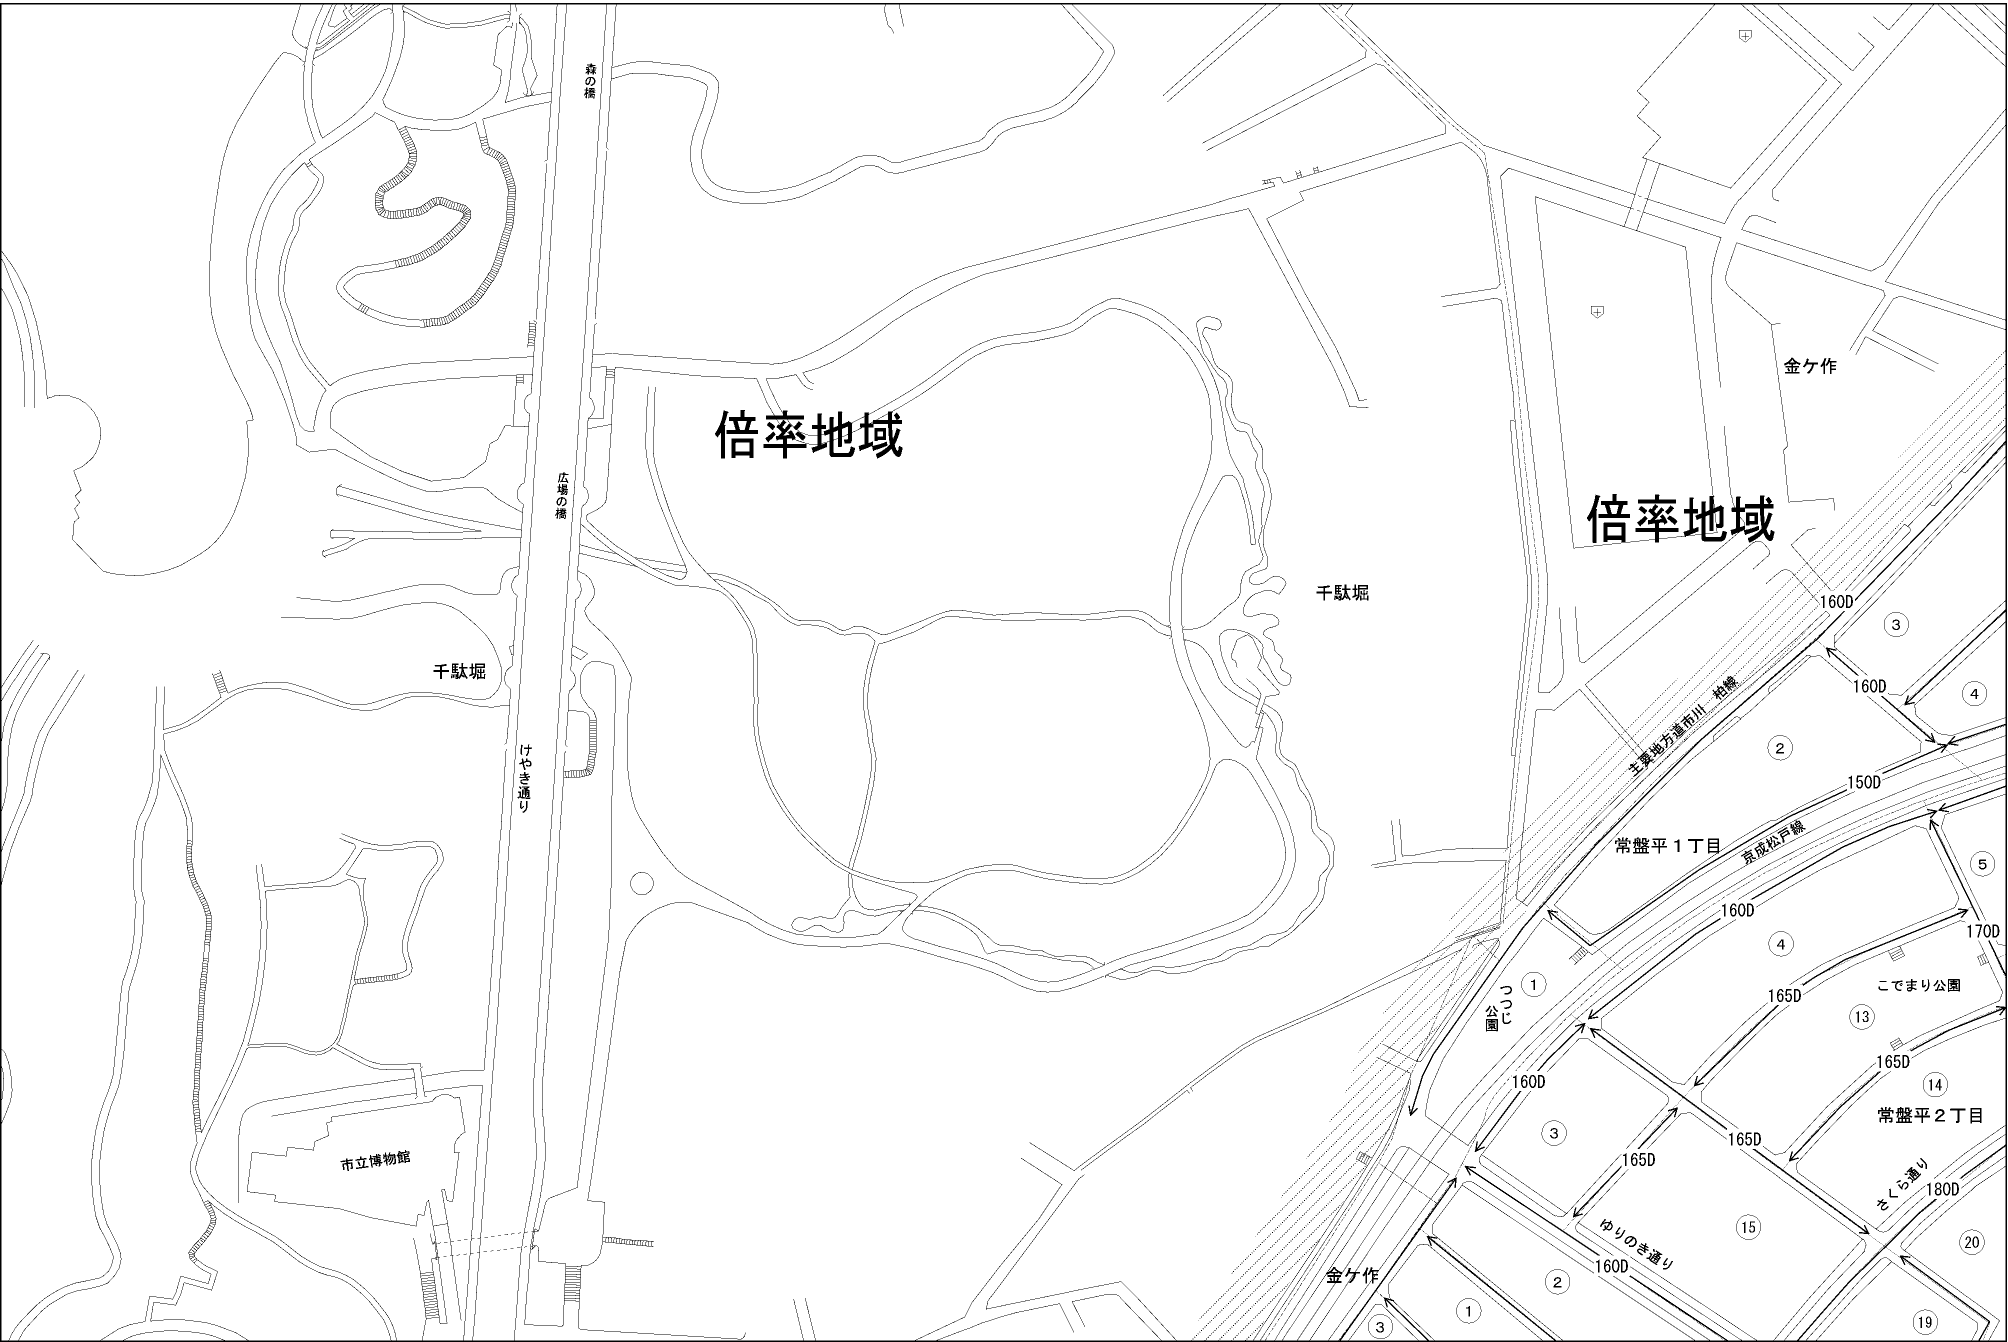 森の橋
金ケ作
倍率地域
倍率地域
広場の橋
千駄堀
160D
③
千駄堀
160D
④
主要地方道市川　柏線
②
けやき通り
150D
常盤平１丁目
京成松戸線
⑤
160D
170D
④
①
つつじ
公園
165D
こでまり公園
⑬
165D
160D
⑭
常盤平２丁目
③
165D
165D
市立博物館
さくら通り
180D
⑮
ゆりのき通り
⑳
160D
金ケ作
②
①
③
⑲